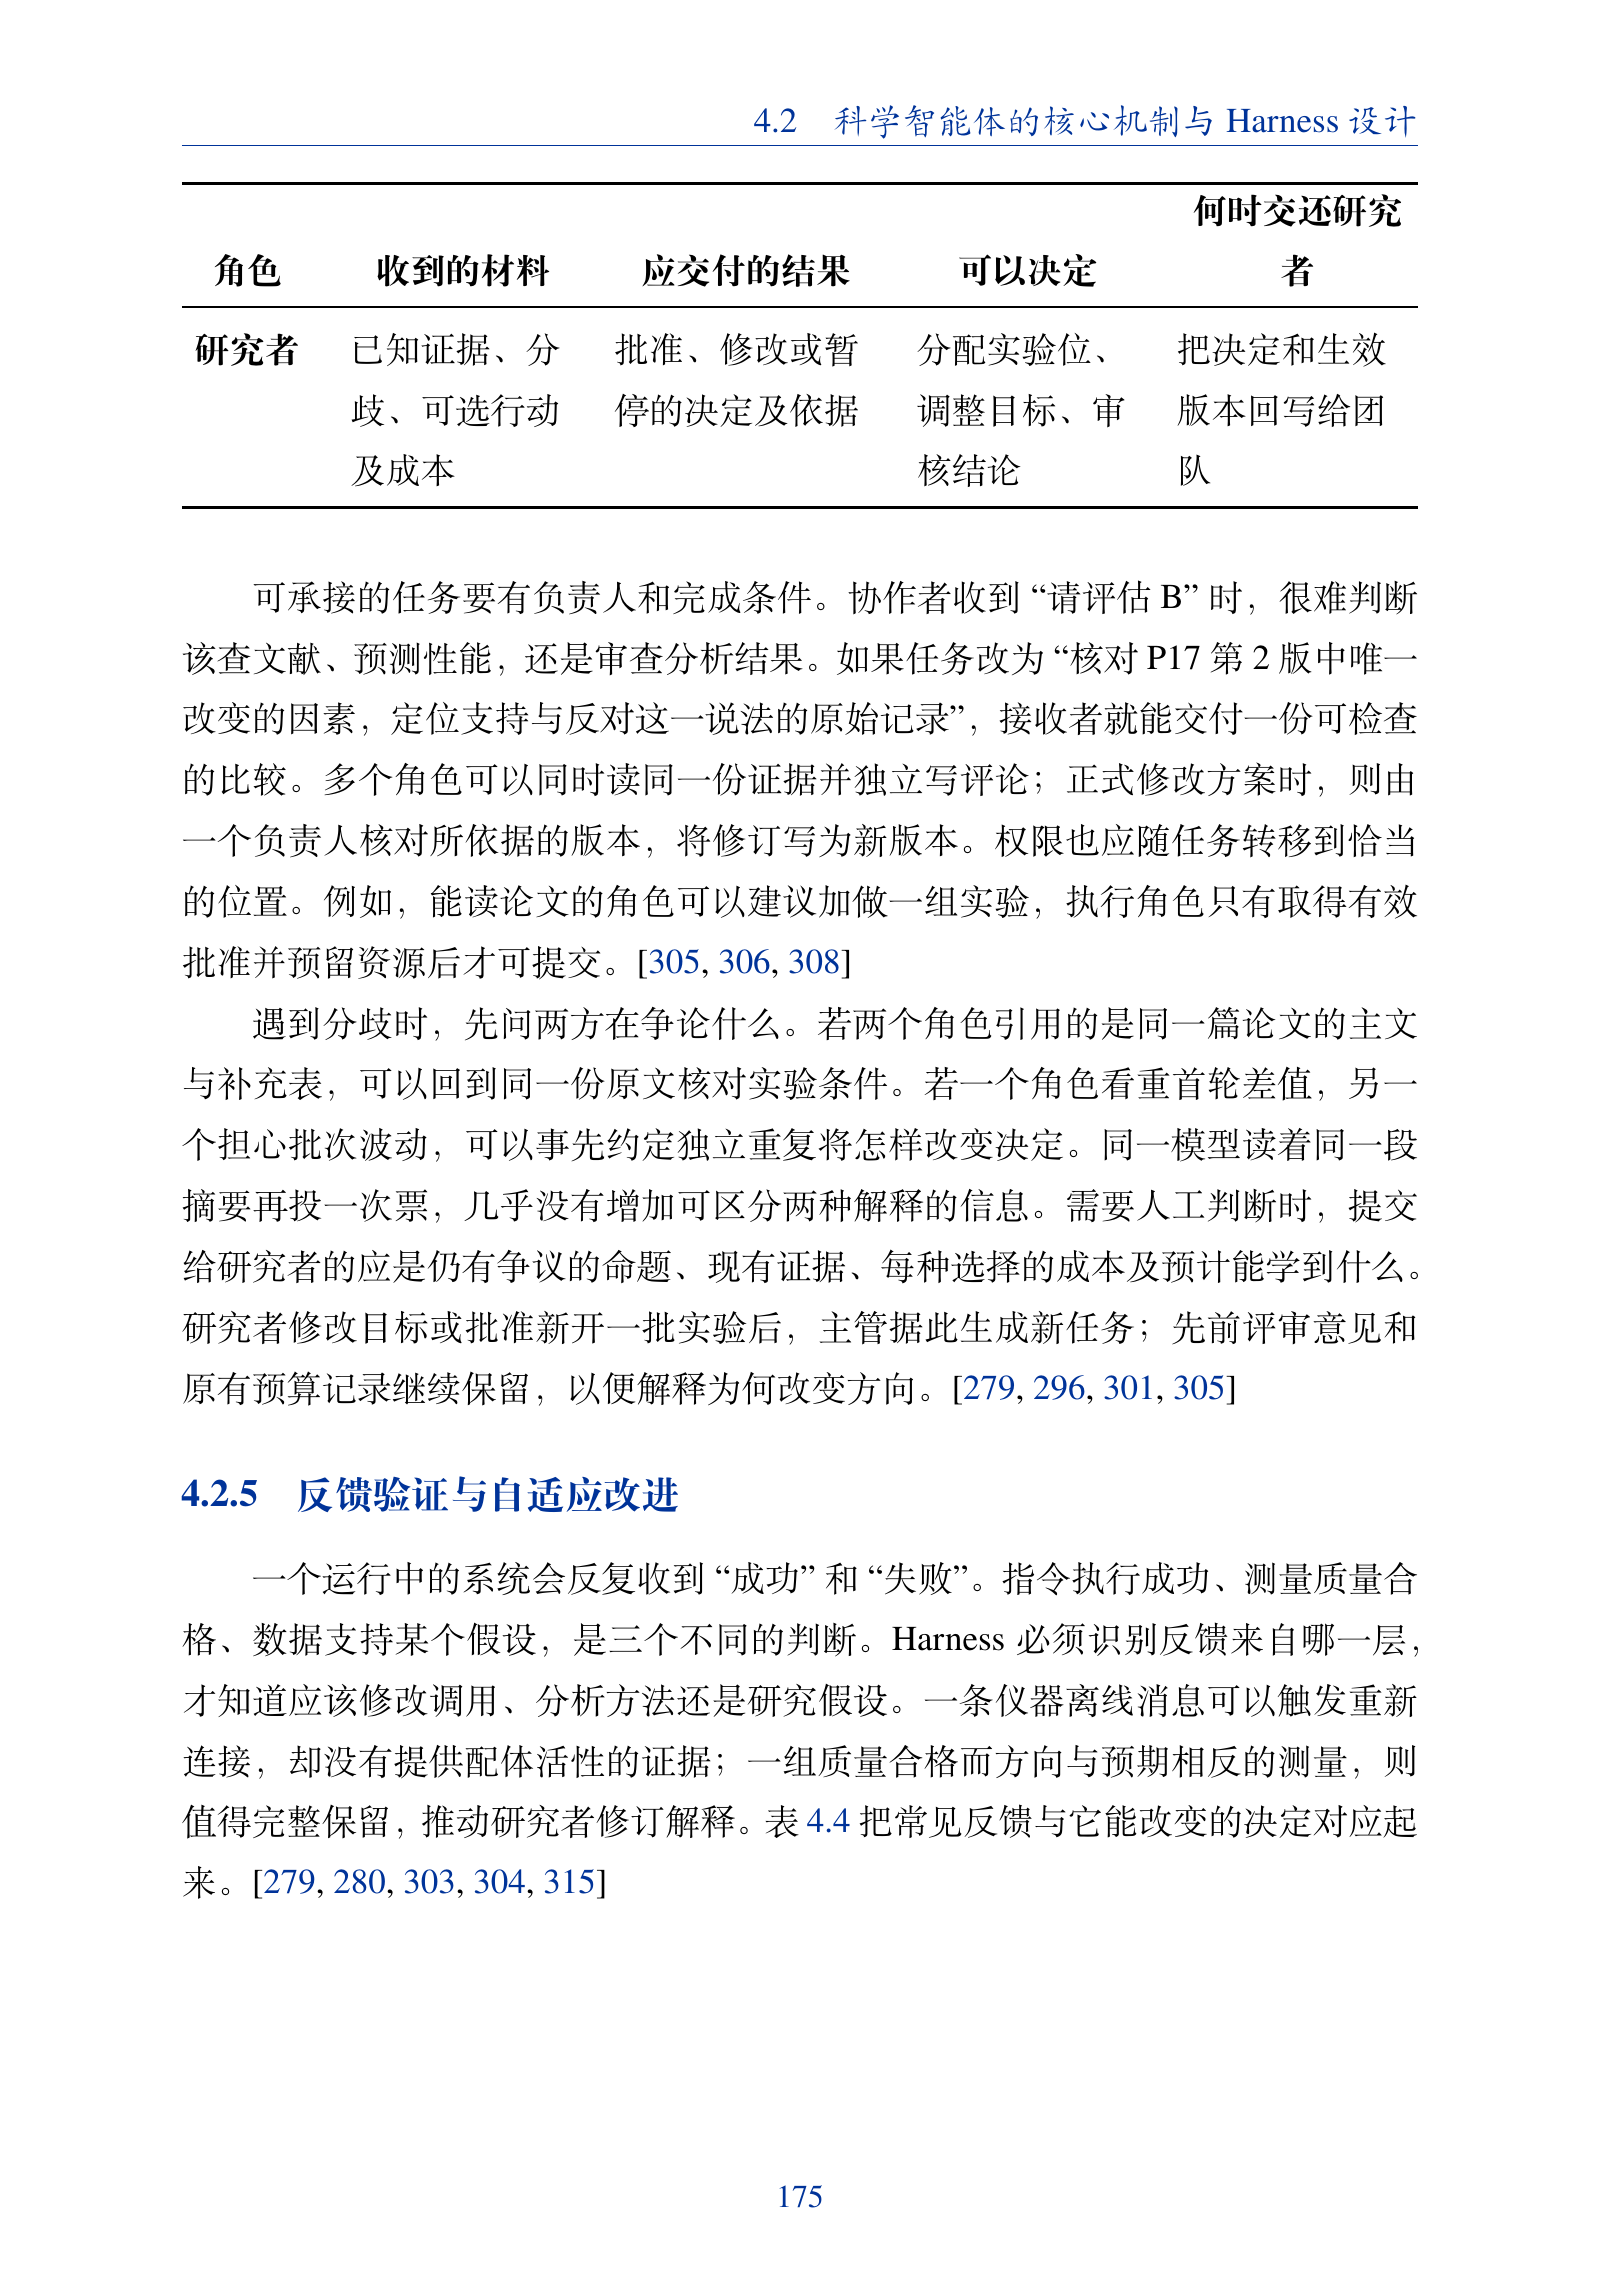 4.2 科学智能体的核心机制与 Harness 设计
角色 收到的材料 应交付的结果 可以决定 何时交还研究者
研究者 已知证据、分 批准、修改或暂 分配实验位、 把决定和生效
歧、可选行动 停的决定及依据 调整目标、审 版本回写给团
及成本 核结论 队
可承接的任务要有负责人和完成条件。协作者收到 “请评估 B” 时，很难判断
该查文献、预测性能，还是审查分析结果。如果任务改为 “核对 P17 第 2 版中唯一
改变的因素，定位支持与反对这一说法的原始记录”，接收者就能交付一份可检查
的比较。多个角色可以同时读同一份证据并独立写评论；正式修改方案时，则由
一个负责人核对所依据的版本，将修订写为新版本。权限也应随任务转移到恰当
的位置。例如，能读论文的角色可以建议加做一组实验，执行角色只有取得有效
批准并预留资源后才可提交。[305, 306, 308]
遇到分歧时，先问两方在争论什么。若两个角色引用的是同一篇论文的主文
与补充表，可以回到同一份原文核对实验条件。若一个角色看重首轮差值，另一
个担心批次波动，可以事先约定独立重复将怎样改变决定。同一模型读着同一段
摘要再投一次票，几乎没有增加可区分两种解释的信息。需要人工判断时，提交
给研究者的应是仍有争议的命题、现有证据、每种选择的成本及预计能学到什么。
研究者修改目标或批准新开一批实验后，主管据此生成新任务；先前评审意见和
原有预算记录继续保留，以便解释为何改变方向。[279, 296, 301, 305]
4.2.5 反馈验证与自适应改进
一个运行中的系统会反复收到 “成功” 和 “失败”。指令执行成功、测量质量合
格、数据支持某个假设，是三个不同的判断。Harness 必须识别反馈来自哪一层，
才知道应该修改调用、分析方法还是研究假设。一条仪器离线消息可以触发重新
连接，却没有提供配体活性的证据；一组质量合格而方向与预期相反的测量，则
值得完整保留，推动研究者修订解释。表 4.4 把常见反馈与它能改变的决定对应起
来。[279, 280, 303, 304, 315]
175